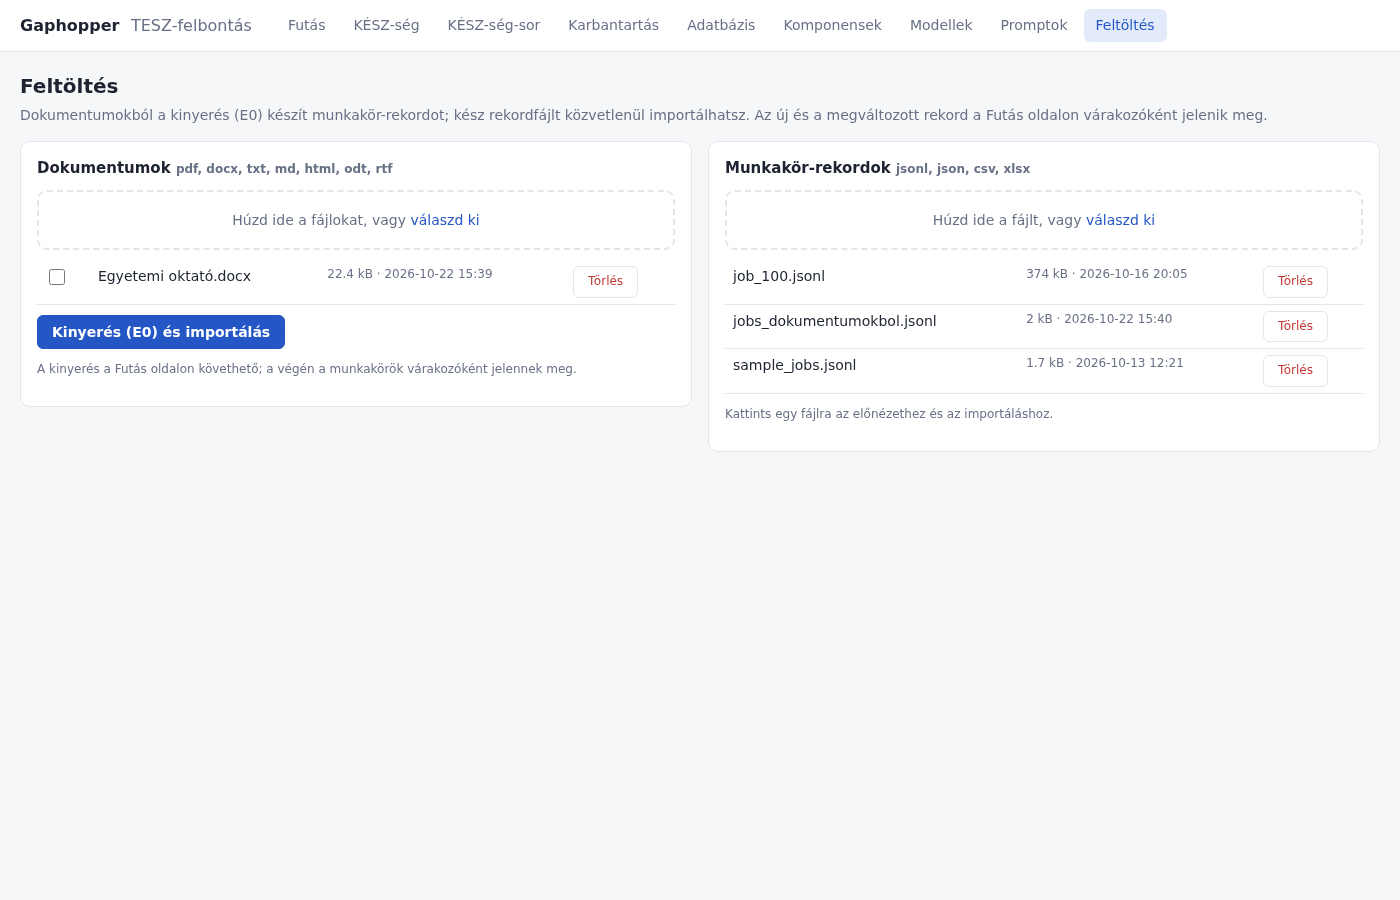 Gaphopper TESZ-felbontás Futás KÉSZ-ség KÉSZ-ség-sor Karbantartás Adatbázis Komponensek Modellek Promptok Feltöltés
Feltöltés
Dokumentumokból a kinyerés (E0) készít munkakör-rekordot; kész rekordfájlt közvetlenül importálhatsz. Az új és a megváltozott rekord a Futás oldalon várakozóként jelenik meg.
Dokumentumok pdf, docx, txt, md, html, odt, rtf
Húzd ide a fájlokat, vagy válaszd ki
Egyetemi oktató.docx 22.4 kB · 2026-10-22 15:39 Törlés
Kinyerés (E0) és importálás
A kinyerés a Futás oldalon követhető; a végén a munkakörök várakozóként jelennek meg.
Munkakör-rekordok jsonl, json, csv, xlsx
Húzd ide a fájlt, vagy válaszd ki
job_100.jsonl 374 kB · 2026-10-16 20:05 Törlés
jobs_dokumentumokbol.jsonl 2 kB · 2026-10-22 15:40 Törlés
sample_jobs.jsonl 1.7 kB · 2026-10-13 12:21 Törlés
Kattints egy fájlra az előnézethez és az importáláshoz.